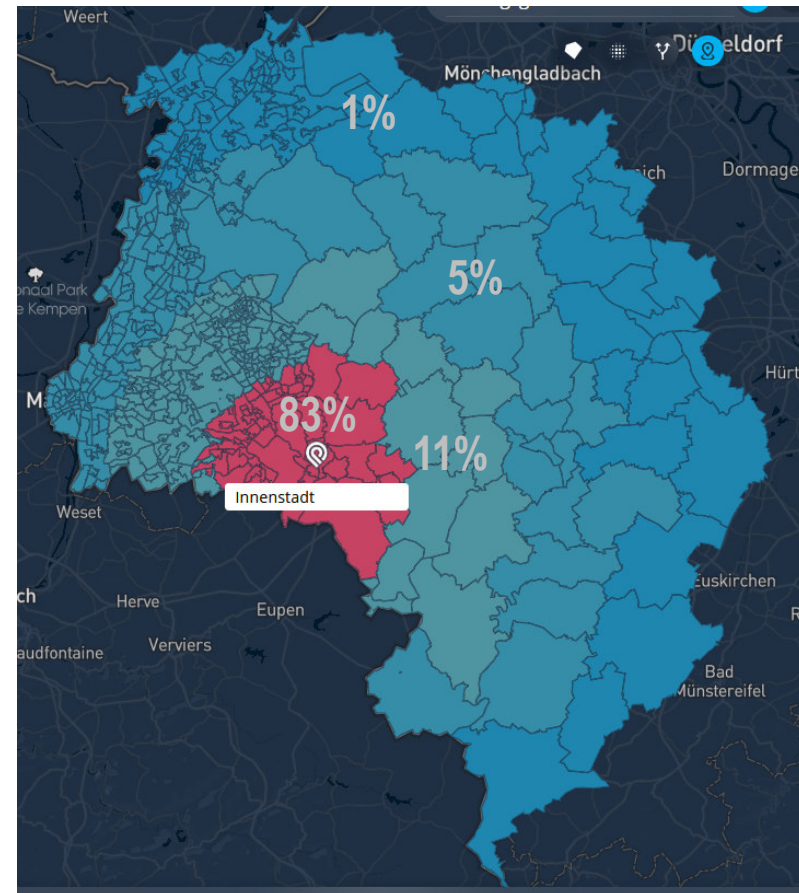 Weert
eldorf
Mönchengladbach
1%
Dormage
ich
5%
onaal Park
e Kempen
Hürt
M
83%
11%
Innenstadt
Weset
Euskirchen
ch
Herve
Eupen
R
audfontaine
Verviers
Bad
Münstereifel